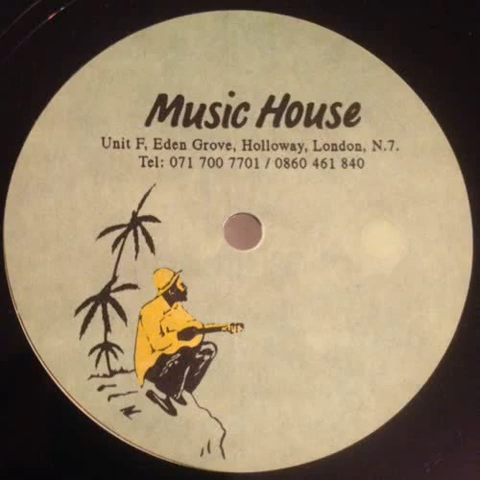 Music House
Unit F, Eden Grove, Holloway, London, N.7.
Tel: 071 700 7701 / 0860 461 840